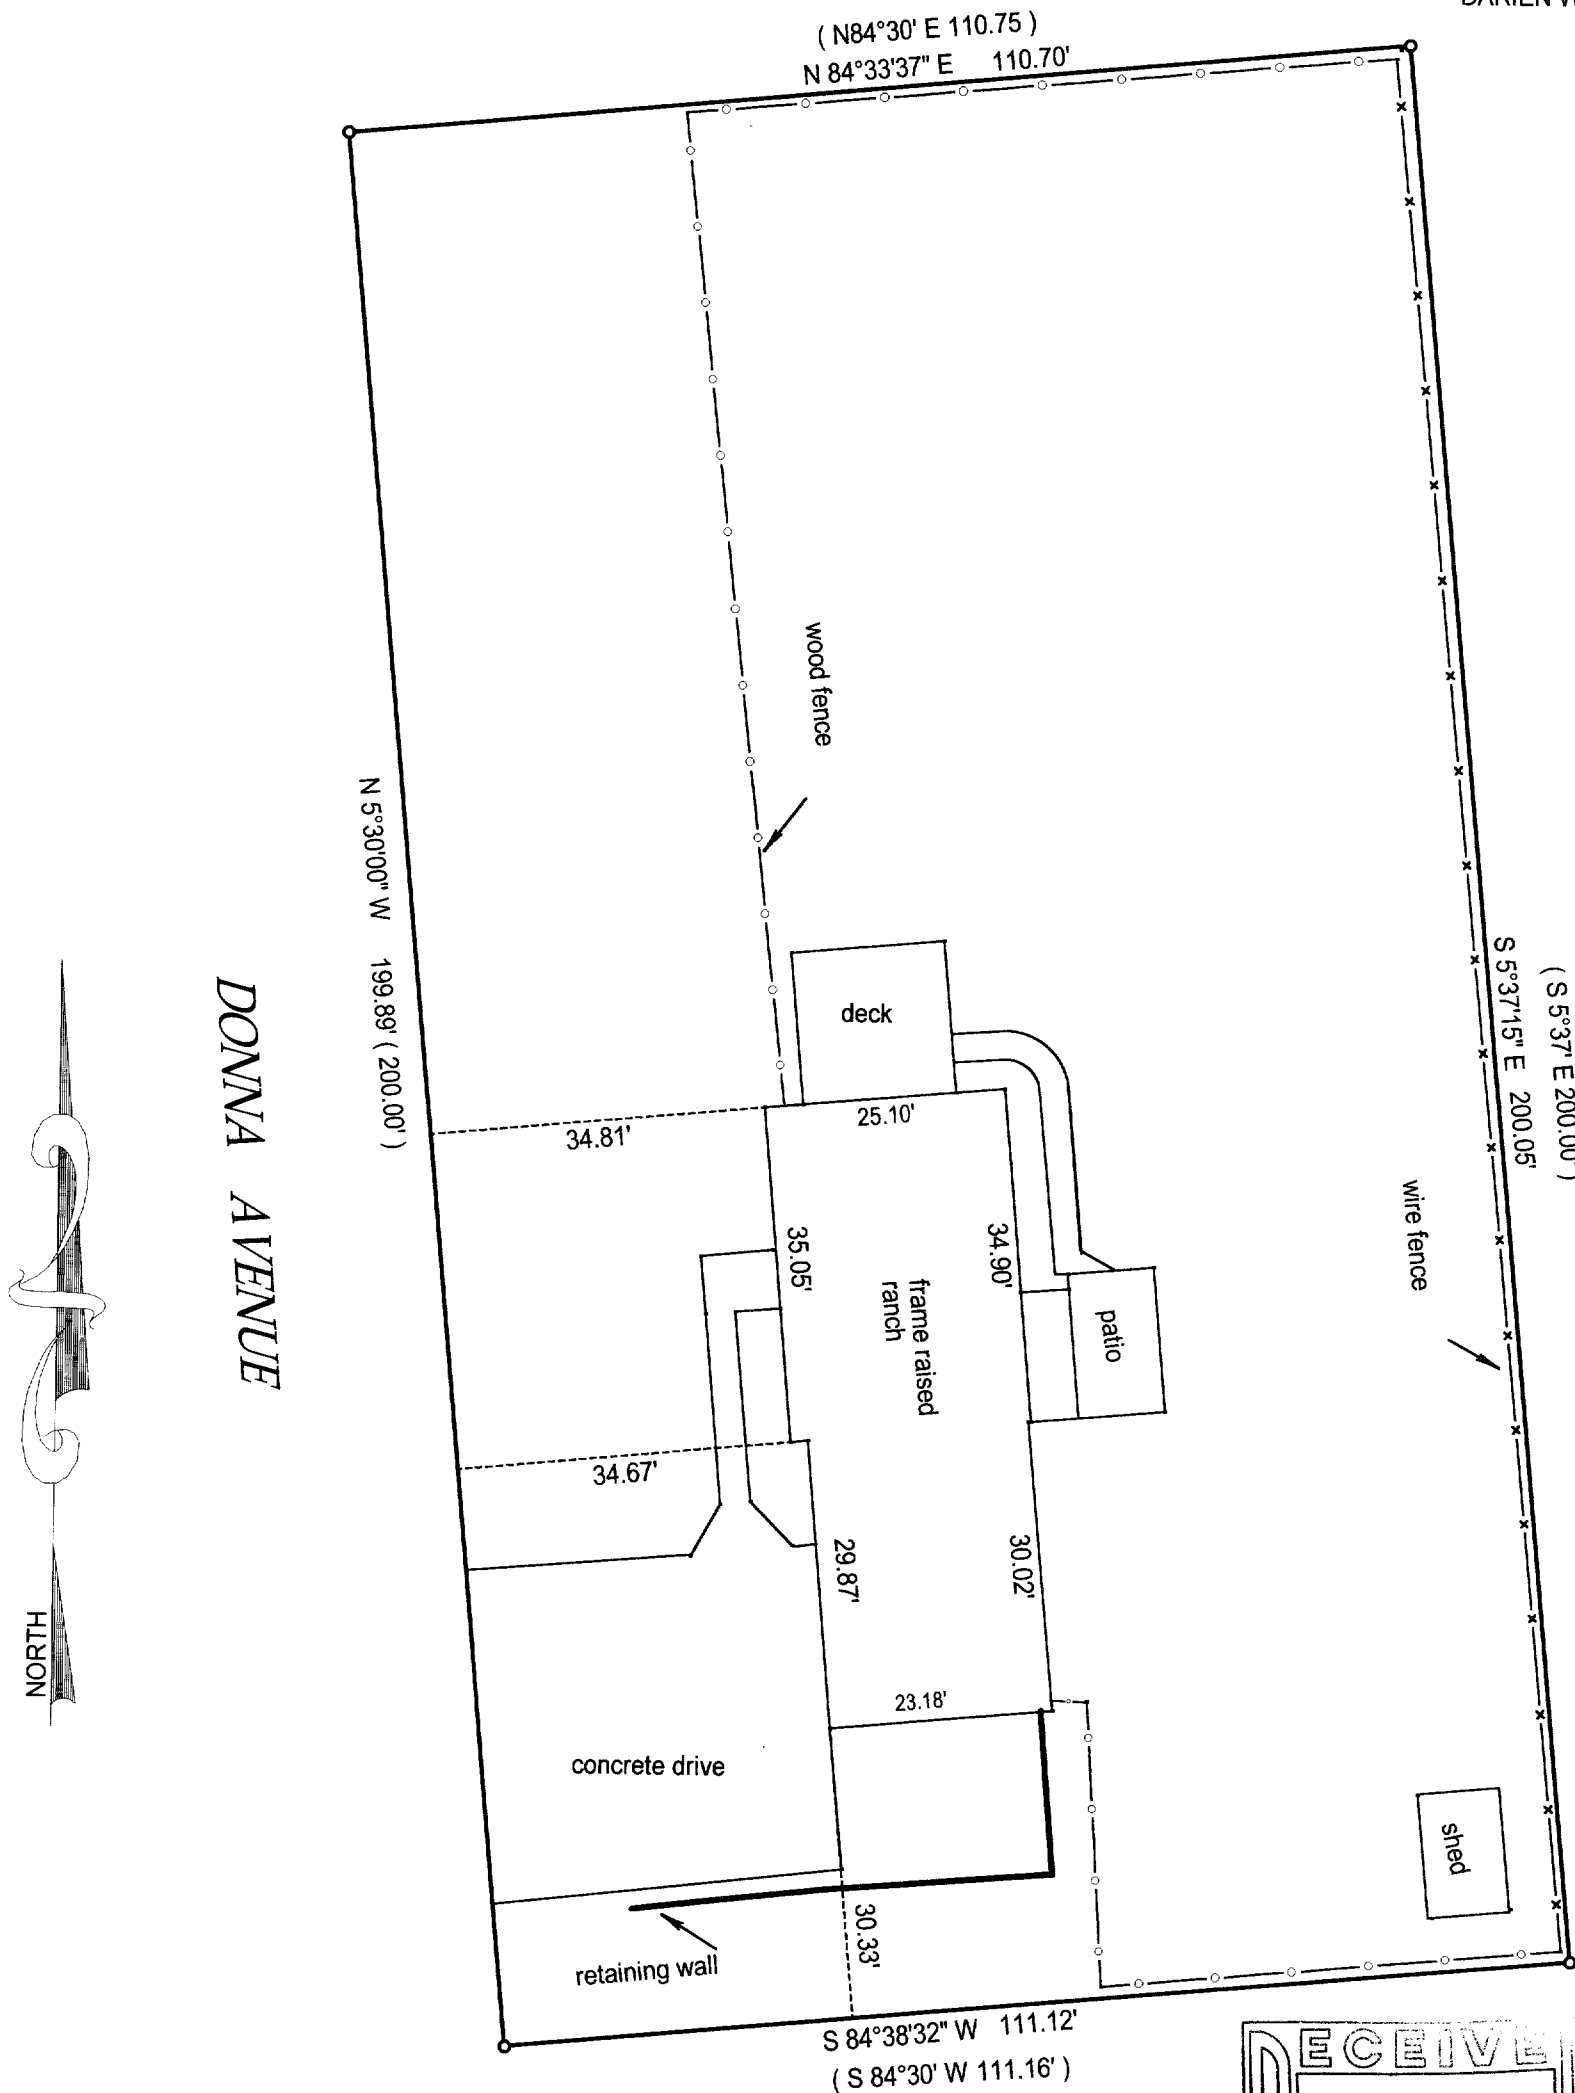 ( N84°30' E 110.75 )
N 84°33'37" E 110.70'
wood fence
N 5°30'00" W 199.89' ( 200.00' )
( S 5°37' E 200.00' )
S 5°37'15" E 200.05'
deck
DONNA AVENUE
34.81'
25.10'
35.05'
34.90'
wire fence
frame raised
ranch
patio
34.67'
29.87'
30.02'
NORTH
23.18'
concrete drive
shed
30.33'
retaining wall
S 84°38'32" W 111.12'
( S 84°30' W 111.16' )